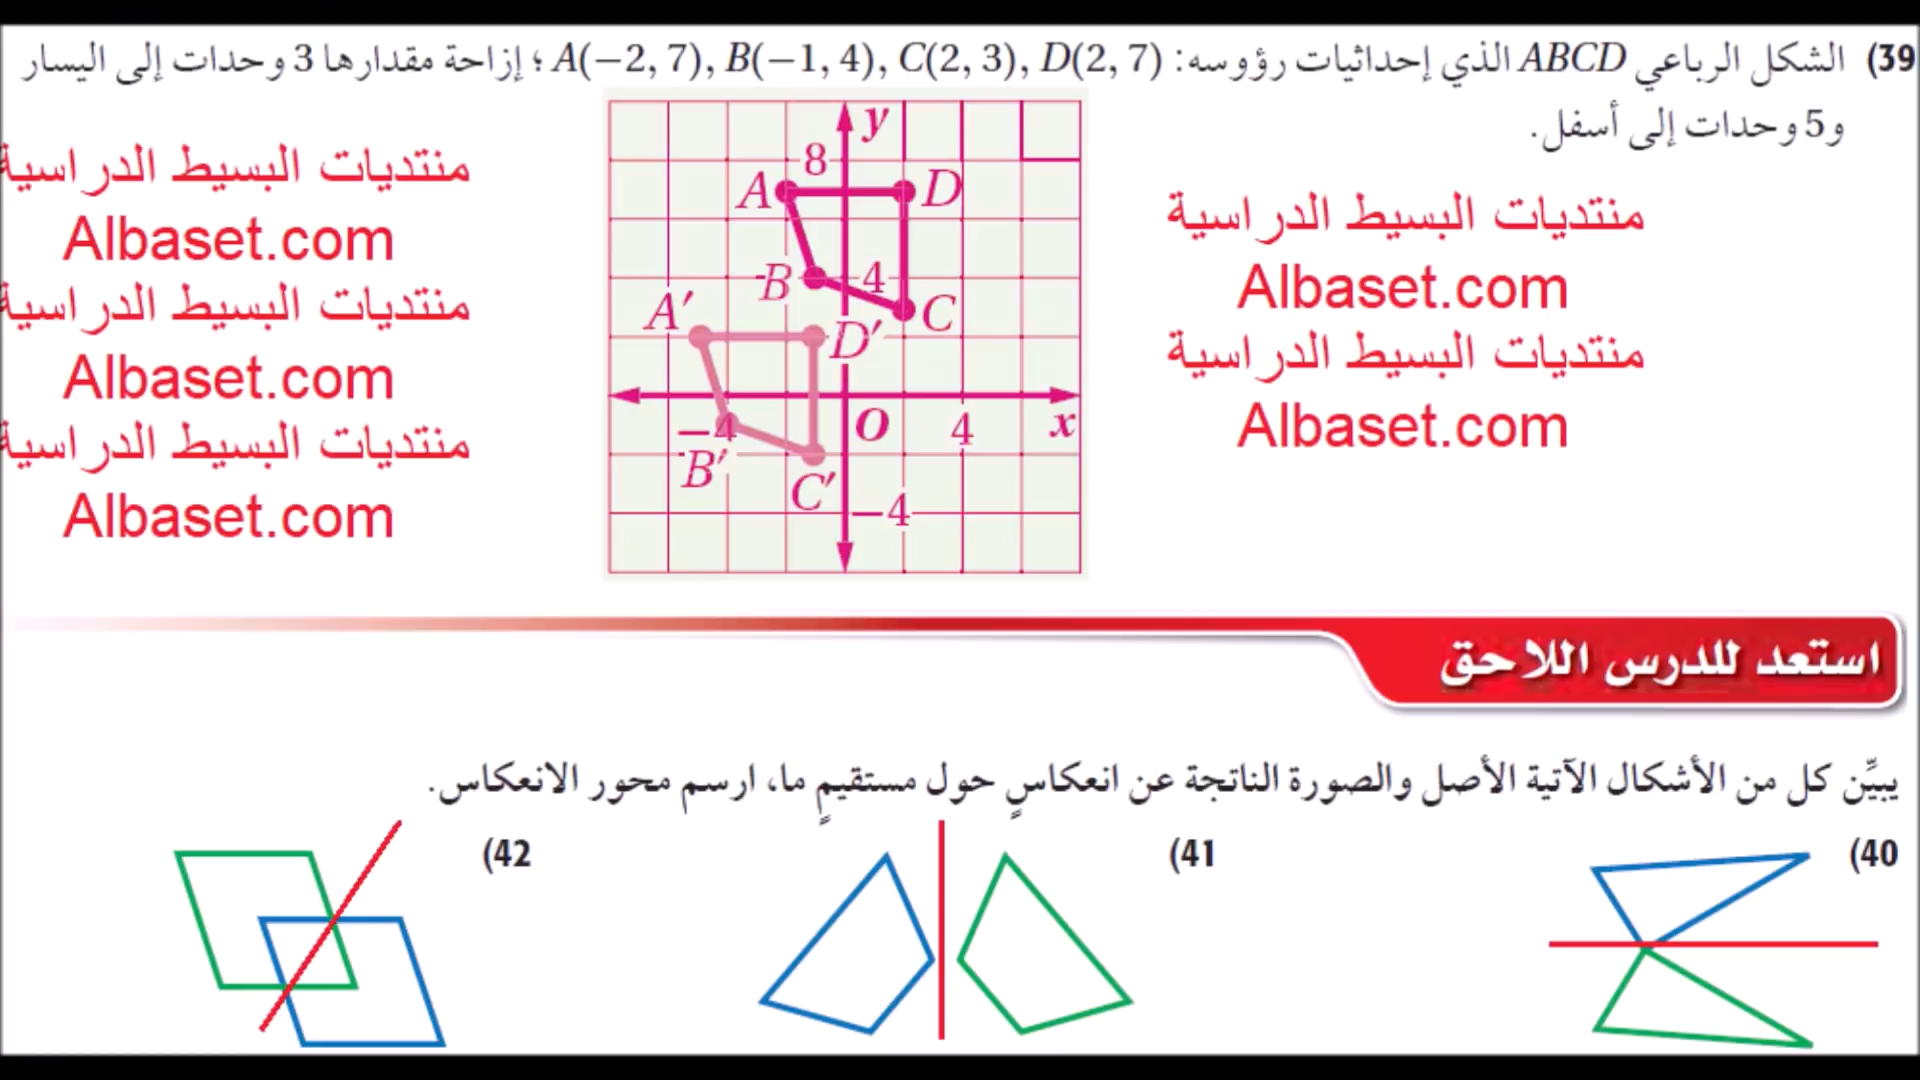 39) الشكل الرباعي ABCD الذي إحداثيات رؤوسه: A(−2, 7), B(−1, 4), C(2, 3), D(2, 7) ؛ إزاحة مقدارها 3 وحدات إلى اليسار
و5 وحدات إلى أسفل.
منتديات البسيط الدراسية
Albaset.com
منتديات البسيط الدراسية
Albaset.com
y
8
A
D
B
4
C
A′
D′
−4
O
4
x
B′
C′
−4
منتديات البسيط الدراسية
Albaset.com
منتديات البسيط الدراسية
Albaset.com
منتديات البسيط الدراسية
Albaset.com
استعد للدرس اللاحق
يبيِّن كل من الأشكال الآتية الأصل والصورة الناتجة عن انعكاسٍ حول مستقيمٍ ما، ارسم محور الانعكاس.
40)
41)
42)